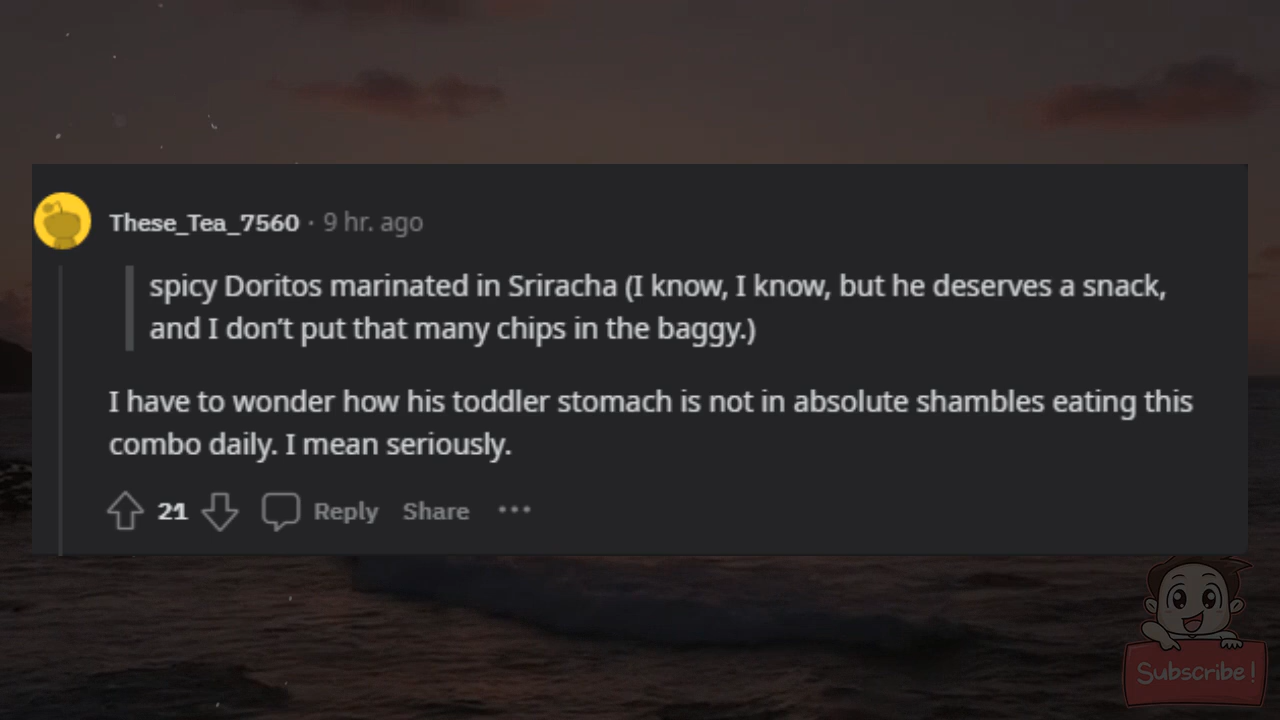 These_Tea_7560 · 9 hr. ago
spicy Doritos marinated in Sriracha (I know, I know, but he deserves a snack,
and I don't put that many chips in the baggy.)
I have to wonder how his toddler stomach is not in absolute shambles eating this
combo daily. I mean seriously.
21 Reply Share ...
Subscribe!